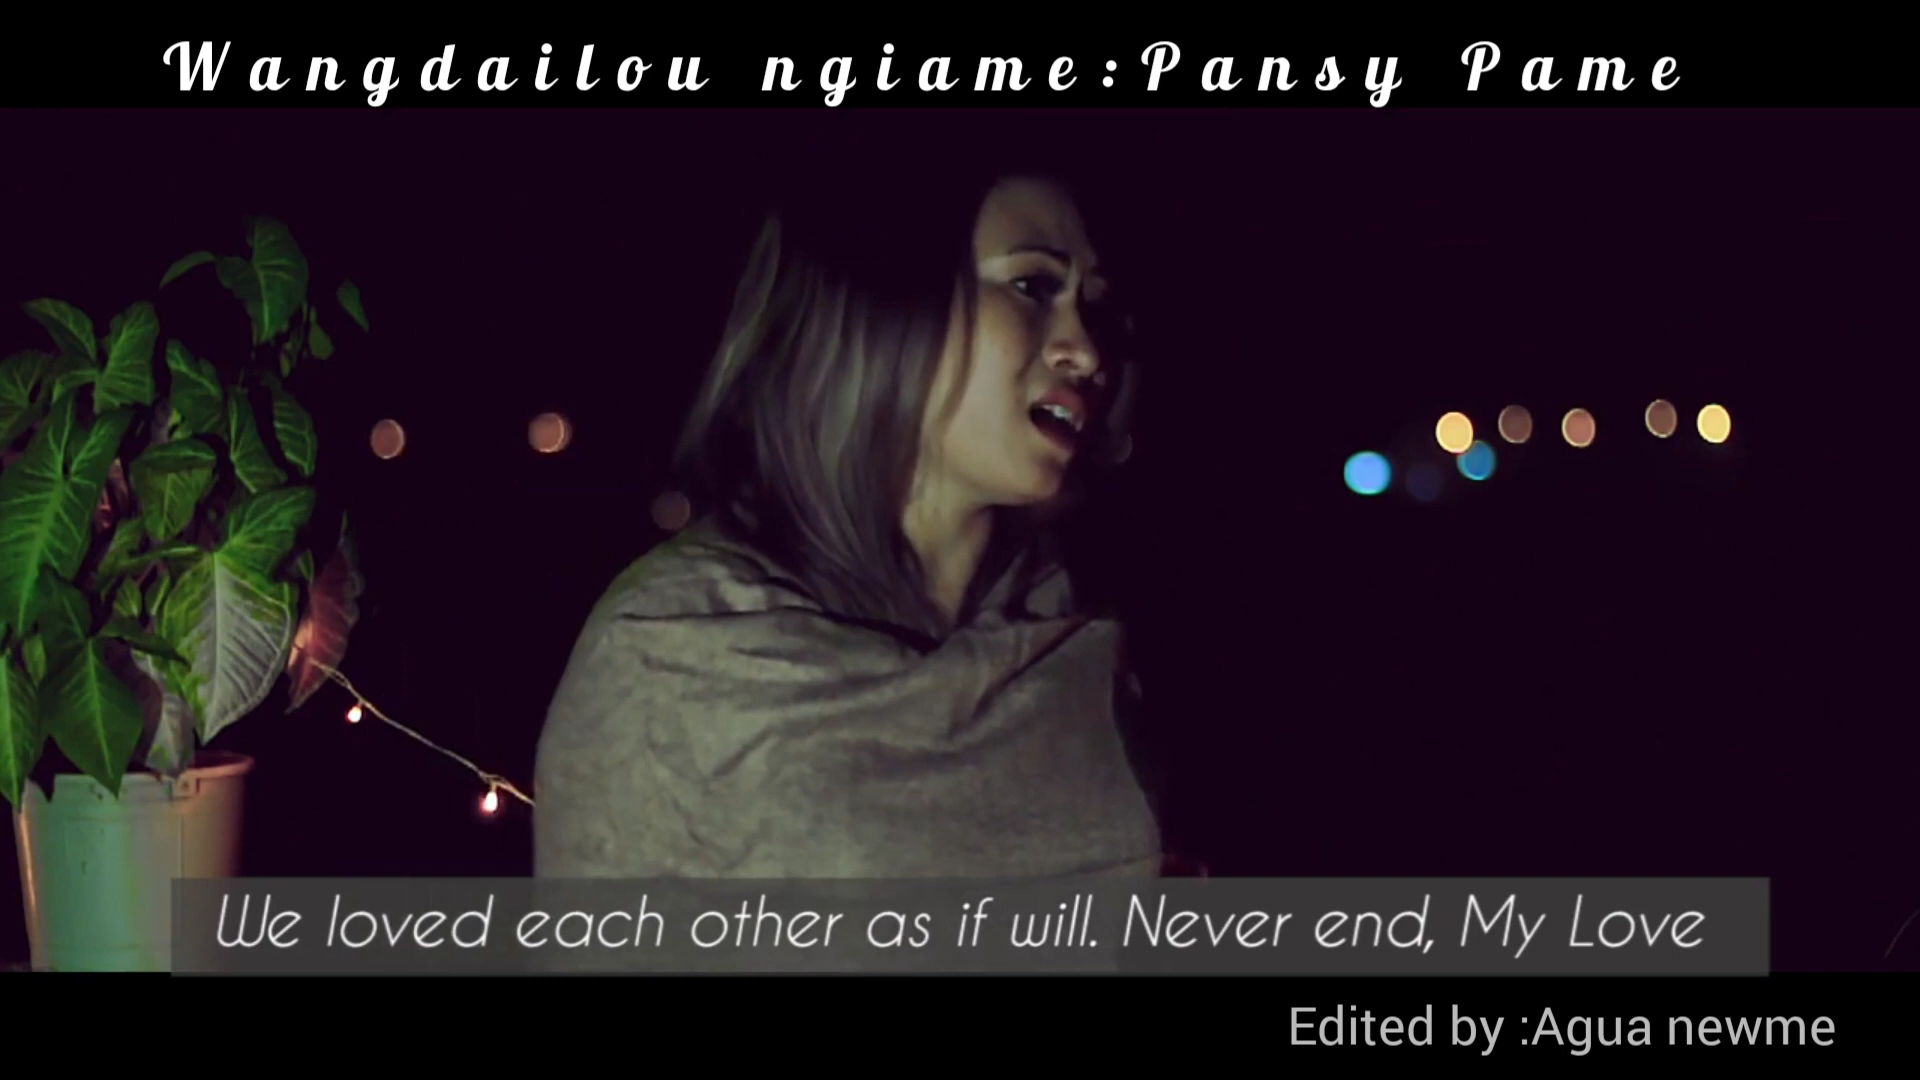 Wangdailou ngiame:Pansy Pame
We loved each other as if will. Never end, My Love
Edited by :Agua newme